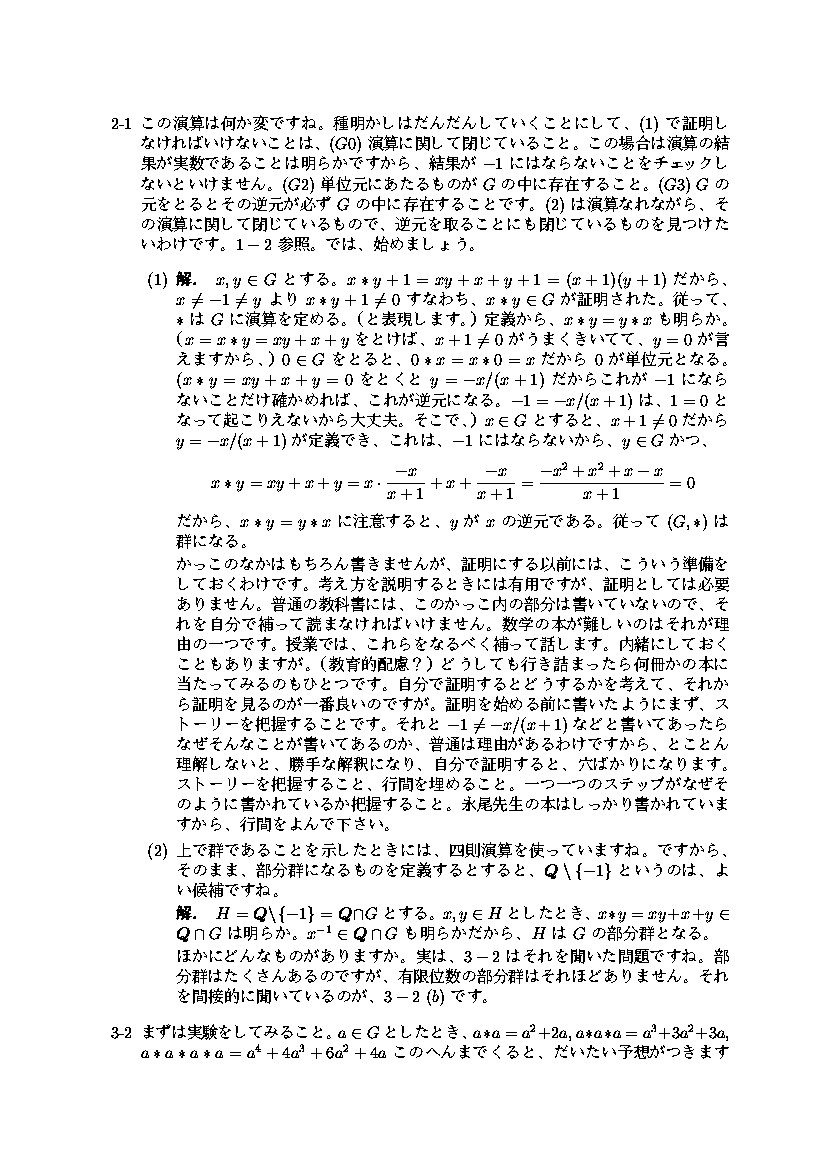 2-1 この演算は何か変ですね。種明かしはだんだんしていくことにして、(1) で証明し
なければいけないことは、(G0) 演算に関して閉じていること。この場合は演算の結
果が実数であることは明らかですから、結果が −1 にはならないことをチェックし
ないといけません。(G2) 単位元にあたるものが G の中に存在すること。(G3) G の
元をとるとその逆元が必ず G の中に存在することです。(2) は演算なれながら、そ
の演算に関して閉じているもので、逆元を取ることにも閉じているものを見つけた
いわけです。1 − 2 参照。では、始めましょう。
(1) 解. x, y ∈ G とする。x ∗ y + 1 = xy + x + y + 1 = (x + 1)(y + 1) だから、
x ≠ −1 ≠ y より x ∗ y + 1 ≠ 0 すなわち、x ∗ y ∈ G が証明された。従って、
∗ は G に演算を定める。(と表現します。) 定義から、x ∗ y = y ∗ x も明らか。
(x = x ∗ y = xy + x + y をとけば、x + 1 ≠ 0 がうまくきいてて、y = 0 が言
えますから、) 0 ∈ G をとると、0 ∗ x = x ∗ 0 = x だから 0 が単位元となる。
(x ∗ y = xy + x + y = 0 をとくと y = −x/(x + 1) だからこれが −1 になら
ないことだけ確かめれば、これが逆元になる。−1 = −x/(x + 1) は、1 = 0 と
なって起こりえないから大丈夫。そこで、) x ∈ G とすると、x + 1 ≠ 0 だから
y = −x/(x + 1) が定義でき、これは、−1 にはならないから、y ∈ G かつ、
x ∗ y = xy + x + y = x · \frac{−x}{x + 1} + x + \frac{−x}{x + 1} = \frac{−x² + x² + x − x}{x + 1} = 0
だから、x ∗ y = y ∗ x に注意すると、y が x の逆元である。従って (G, ∗) は
群になる。
かっこのなかはもちろん書きませんが、証明にする以前には、こういう準備を
しておくわけです。考え方を説明するときには有用ですが、証明としては必要
ありません。普通の教科書には、このかっこ内の部分は書いていないので、そ
れを自分で補って読まなければいけません。数学の本が難しいのはそれが理
由の一つです。授業では、これらをなるべく補って話します。内緒にしておく
こともありますが。(教育的配慮?) どうしても行き詰まったら何冊かの本に
当たってみるのもひとつです。自分で証明するとどうするかを考えて、それか
ら証明を見るのが一番良いのですが。証明を始める前に書いたようにまず、ス
トーリーを把握することです。それと −1 ≠ −x/(x + 1) などと書いてあったら
なぜそんなことが書いてあるのか、普通は理由があるわけですから、とことん
理解しないと、勝手な解釈になり、自分で証明すると、穴ばかりになります。
ストーリーを把握すること、行間を埋めること。一つ一つのステップがなぜそ
のように書かれているか把握すること。永尾先生の本はしっかり書かれていま
すから、行間をよんで下さい。
(2) 上で群であることを示したときには、四則演算を使っていますね。ですから、
そのまま、部分群になるものを定義するとすると、Q \ {−1} というのは、よ
い候補ですね。
解. H = Q\{−1} = Q∩G とする。x, y ∈ H としたとき、x∗y = xy+x+y ∈
Q ∩ G は明らか。x⁻¹ ∈ Q ∩ G も明らかだから、H は G の部分群となる。
ほかにどんなものがありますか。実は、3 − 2 はそれを聞いた問題ですね。部
分群はたくさんあるのですが、有限位数の部分群はそれほどありません。それ
を間接的に聞いているのが、3 − 2 (b) です。
3-2 まずは実験をしてみること。a ∈ G としたとき、a∗a = a²+2a, a∗a∗a = a³+3a²+3a,
a ∗ a ∗ a ∗ a = a⁴ + 4a³ + 6a² + 4a このへんまでくると、だいたい予想がつきます